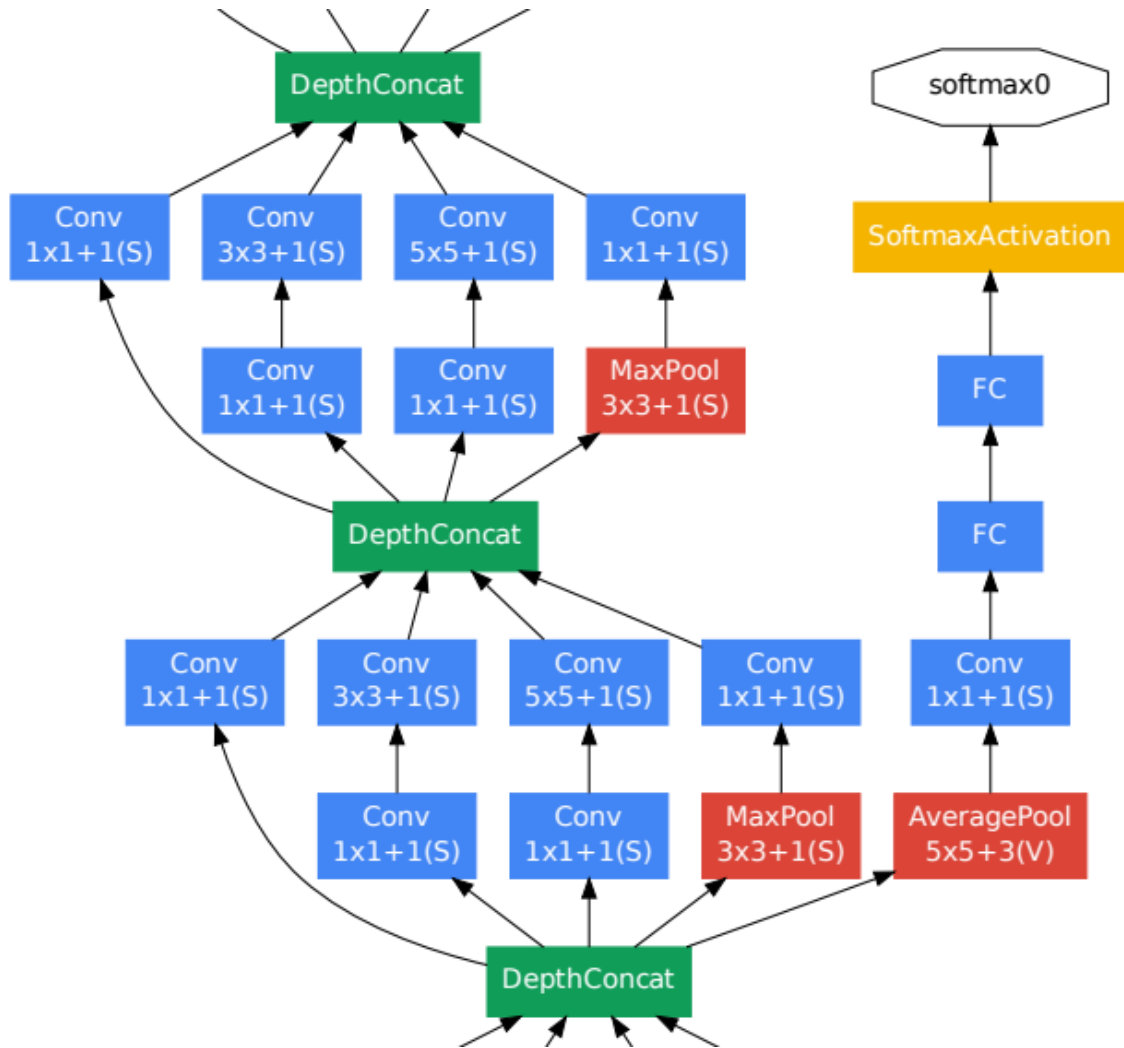 DepthConcat
softmax0
Conv
1x1+1(S)
Conv
3x3+1(S)
Conv
5x5+1(S)
Conv
1x1+1(S)
SoftmaxActivation
Conv
1x1+1(S)
Conv
1x1+1(S)
MaxPool
3x3+1(S)
FC
DepthConcat
FC
Conv
1x1+1(S)
Conv
3x3+1(S)
Conv
5x5+1(S)
Conv
1x1+1(S)
Conv
1x1+1(S)
Conv
1x1+1(S)
Conv
1x1+1(S)
MaxPool
3x3+1(S)
AveragePool
5x5+3(V)
DepthConcat